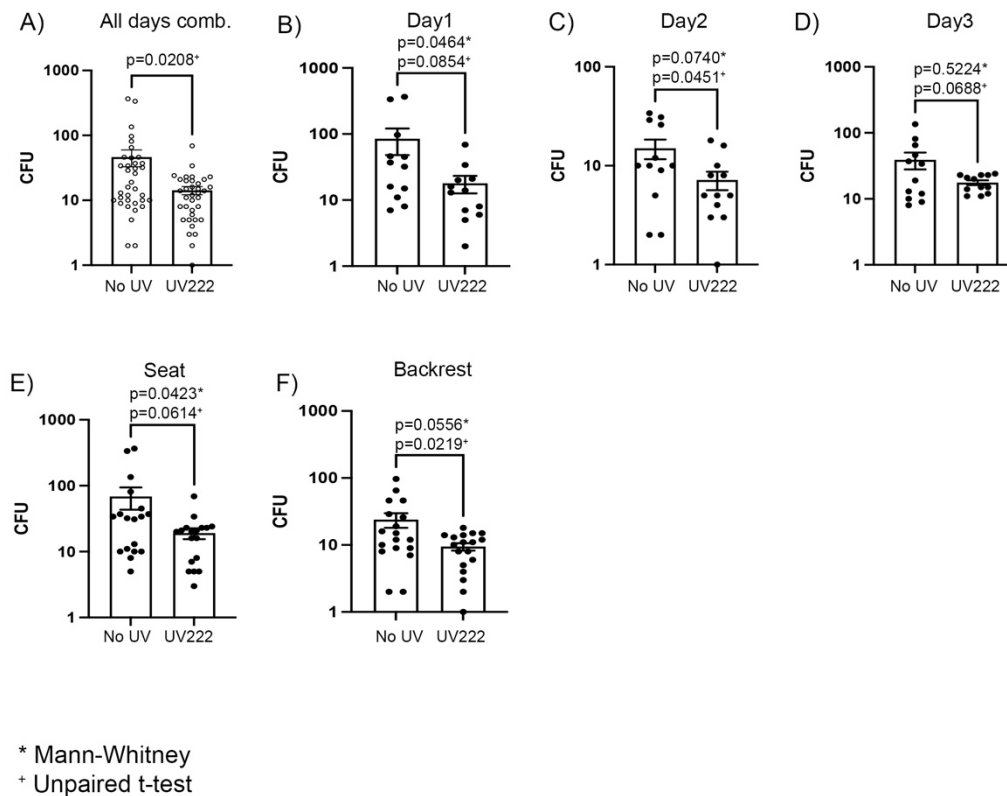 A) All days comb.
p=0.0208⁺
1000
100
10
1
CFU
No UV UV222
B) Day1
p=0.0464*
p=0.0854⁺
1000
100
10
1
CFU
No UV UV222
C) Day2
p=0.0740*
p=0.0451⁺
100
10
1
CFU
No UV UV222
D) Day3
p=0.5224*
p=0.0688⁺
1000
100
10
1
CFU
No UV UV222
E) Seat
p=0.0423*
p=0.0614⁺
1000
100
10
1
CFU
No UV UV222
F) Backrest
p=0.0556*
p=0.0219⁺
1000
100
10
1
CFU
No UV UV222
* Mann-Whitney
⁺ Unpaired t-test